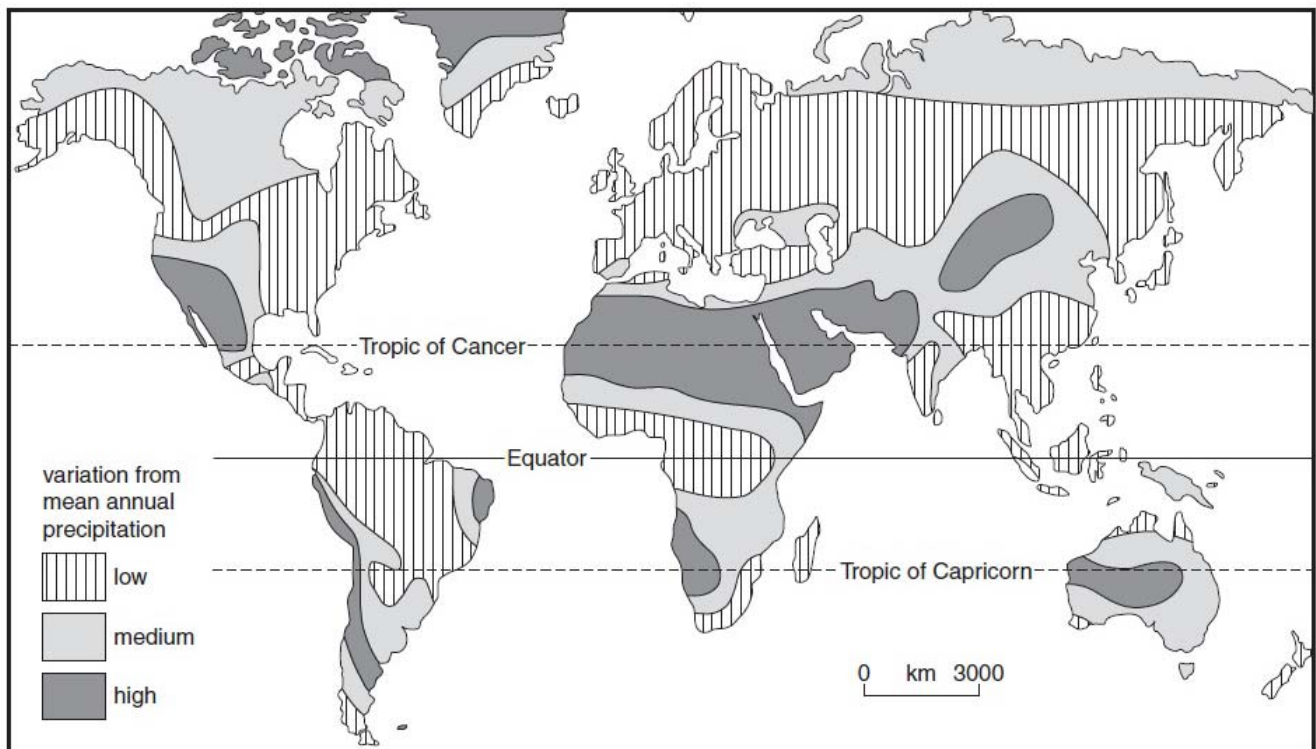 Tropic of Cancer
Equator
variation from
mean annual
precipitation
low
medium
high
Tropic of Capricorn
0 km 3000